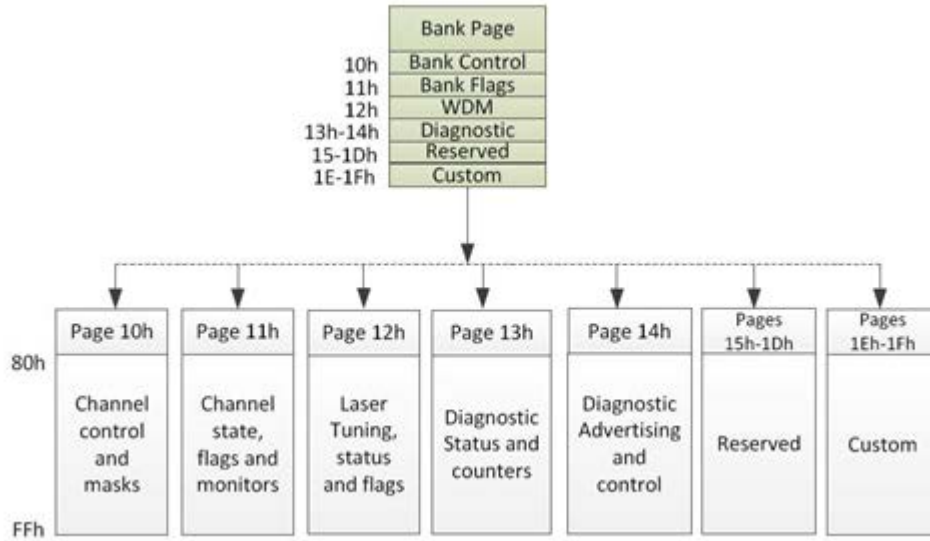 Bank Page
10h Bank Control
11h Bank Flags
12h WDM
13h-14h Diagnostic
15-1Dh Reserved
1E-1Fh Custom
Page 10h
Page 11h
Page 12h
Page 13h
Page 14h
Pages
15h-1Dh
Pages
1Eh-1Fh
80h
Channel
control
and
masks
Channel
state,
flags and
monitors
Laser
Tuning,
status
and flags
Diagnostic
Status and
counters
Diagnostic
Advertising
and
control
Reserved
Custom
FFh